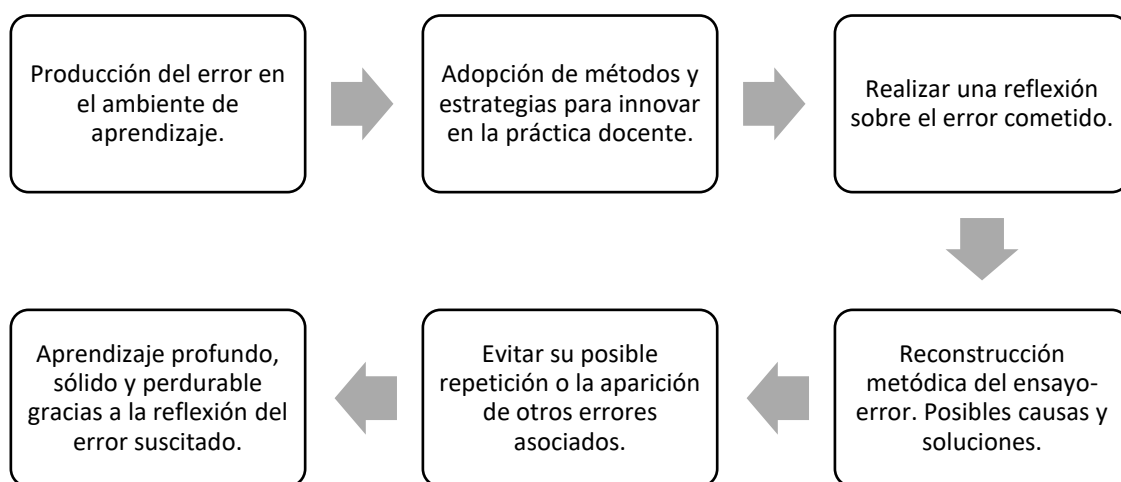 Producción del error en
el ambiente de
aprendizaje.
Adopción de métodos y
estrategias para innovar
en la práctica docente.
Realizar una reflexión
sobre el error cometido.
Reconstrucción
metódica del ensayo-
error. Posibles causas y
soluciones.
Evitar su posible
repetición o la aparición
de otros errores
asociados.
Aprendizaje profundo,
sólido y perdurable
gracias a la reflexión del
error suscitado.